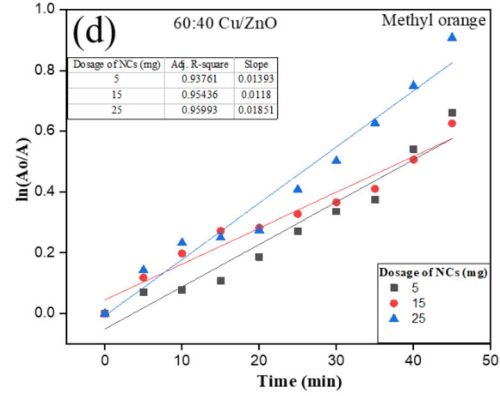 (d)
60:40 Cu/ZnO
Methyl orange
Dosage of NCs (mg) Adj. R-square Slope
5 0.93761 0.01393
15 0.95436 0.0118
25 0.95993 0.01851
ln(Ao/A)
1.0
0.8
0.6
0.4
0.2
0.0
Dosage of NCs (mg)
5
15
25
0 10 20 30 40 50
Time (min)